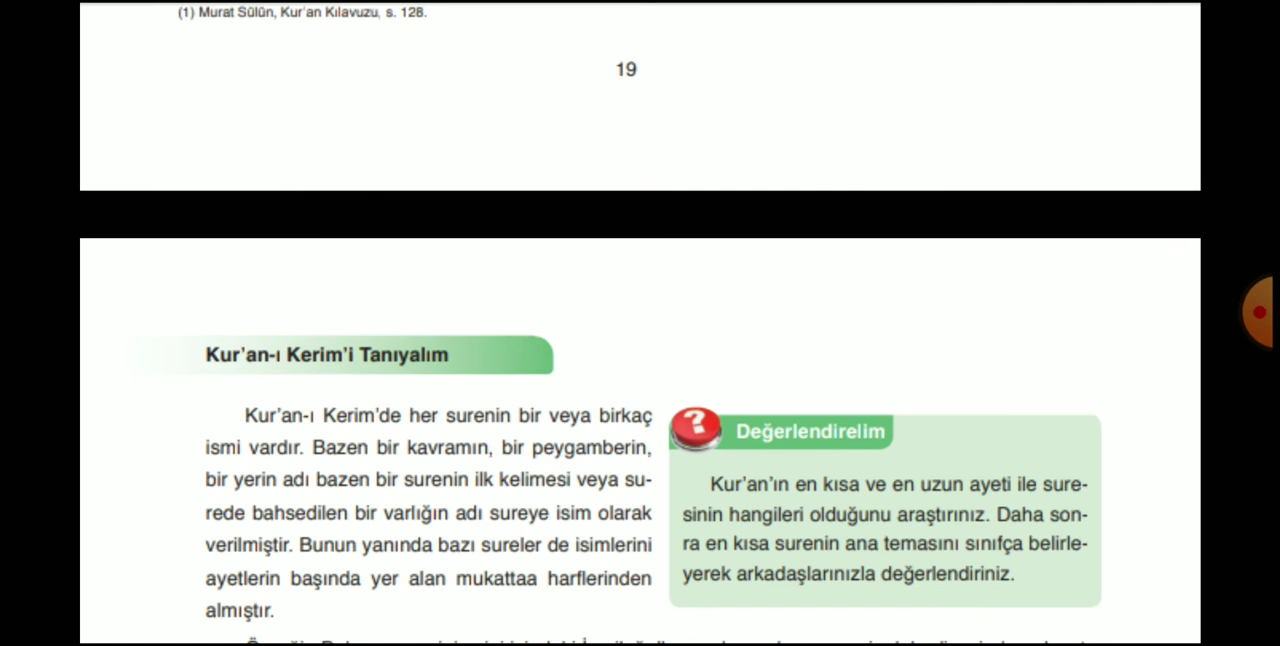 (1) Murat Sülün, Kur'an Kılavuzu, s. 128.
19
Kur'an-ı Kerim'i Tanıyalım
Kur'an-ı Kerim'de her surenin bir veya birkaç
ismi vardır. Bazen bir kavramın, bir peygamberin,
bir yerin adı bazen bir surenin ilk kelimesi veya su-
rede bahsedilen bir varlığın adı sureye isim olarak
verilmiştir. Bunun yanında bazı sureler de isimlerini
ayetlerin başında yer alan mukattaa harflerinden
almıştır.
?
Değerlendirelim
Kur'an'ın en kısa ve en uzun ayeti ile sure-
sinin hangileri olduğunu araştırınız. Daha son-
ra en kısa surenin ana temasını sınıfça belirle-
yerek arkadaşlarınızla değerlendiriniz.